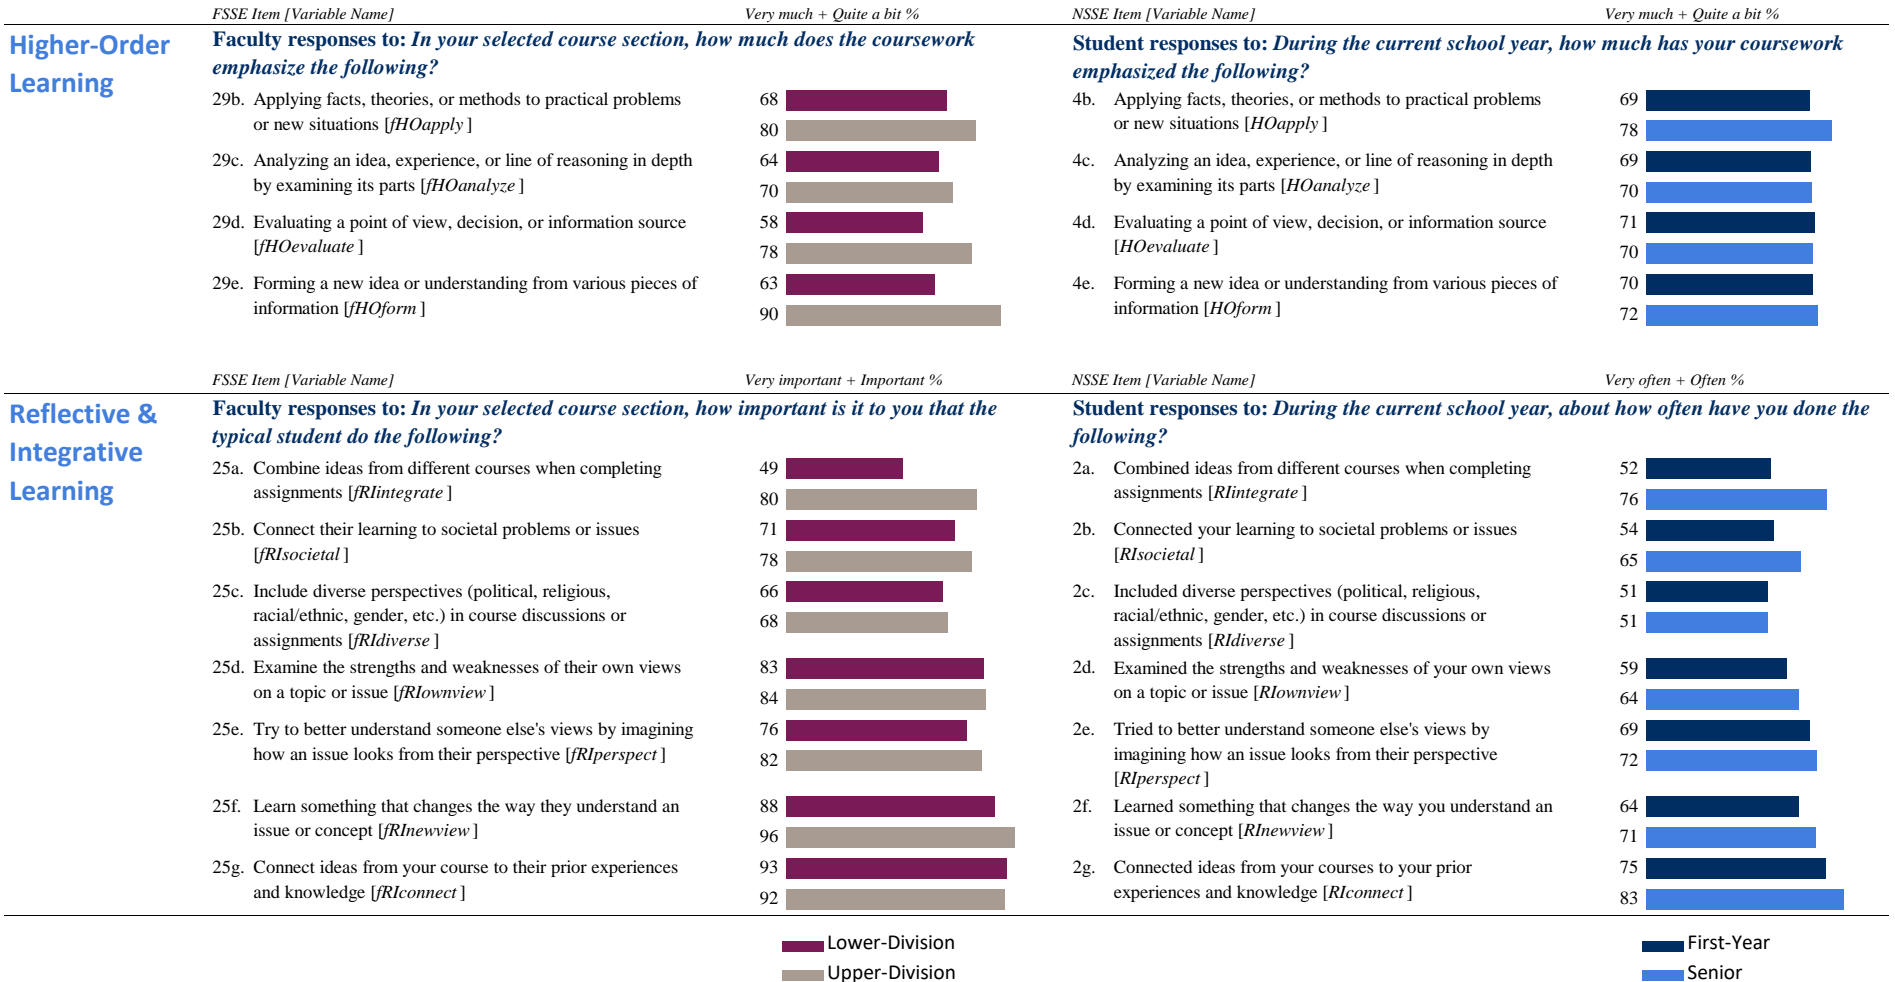 FSSE Item [Variable Name] Very much + Quite a bit % NSSE Item [Variable Name] Very much + Quite a bit %
Higher-Order
Learning
Faculty responses to: In your selected course section, how much does the coursework
emphasize the following?
29b. Applying facts, theories, or methods to practical problems
or new situations [fHOapply ]
68
80
29c. Analyzing an idea, experience, or line of reasoning in depth
by examining its parts [fHOanalyze ]
64
70
29d. Evaluating a point of view, decision, or information source
[fHOevaluate ]
58
78
29e. Forming a new idea or understanding from various pieces of
information [fHOform ]
63
90
Student responses to: During the current school year, how much has your coursework
emphasized the following?
4b. Applying facts, theories, or methods to practical problems
or new situations [HOapply ]
69
78
4c. Analyzing an idea, experience, or line of reasoning in depth
by examining its parts [HOanalyze ]
69
70
4d. Evaluating a point of view, decision, or information source
[HOevaluate ]
71
70
4e. Forming a new idea or understanding from various pieces of
information [HOform ]
70
72
FSSE Item [Variable Name] Very important + Important % NSSE Item [Variable Name] Very often + Often %
Reflective &
Integrative
Learning
Faculty responses to: In your selected course section, how important is it to you that the
typical student do the following?
25a. Combine ideas from different courses when completing
assignments [fRIintegrate ]
49
80
25b. Connect their learning to societal problems or issues
[fRIsocietal ]
71
78
25c. Include diverse perspectives (political, religious,
racial/ethnic, gender, etc.) in course discussions or
assignments [fRIdiverse ]
66
68
25d. Examine the strengths and weaknesses of their own views
on a topic or issue [fRIownview ]
83
84
25e. Try to better understand someone else's views by imagining
how an issue looks from their perspective [fRIperspect ]
76
82
25f. Learn something that changes the way they understand an
issue or concept [fRInewview ]
88
96
25g. Connect ideas from your course to their prior experiences
and knowledge [fRIconnect ]
93
92
Student responses to: During the current school year, about how often have you done the
following?
2a. Combined ideas from different courses when completing
assignments [RIintegrate ]
52
76
2b. Connected your learning to societal problems or issues
[RIsocietal ]
54
65
2c. Included diverse perspectives (political, religious,
racial/ethnic, gender, etc.) in course discussions or
assignments [RIdiverse ]
51
51
2d. Examined the strengths and weaknesses of your own views
on a topic or issue [RIownview ]
59
64
2e. Tried to better understand someone else's views by
imagining how an issue looks from their perspective
[RIperspect ]
69
72
2f. Learned something that changes the way you understand an
issue or concept [RInewview ]
64
71
2g. Connected ideas from your courses to your prior
experiences and knowledge [RIconnect ]
75
83
Lower-Division
Upper-Division
First-Year
Senior